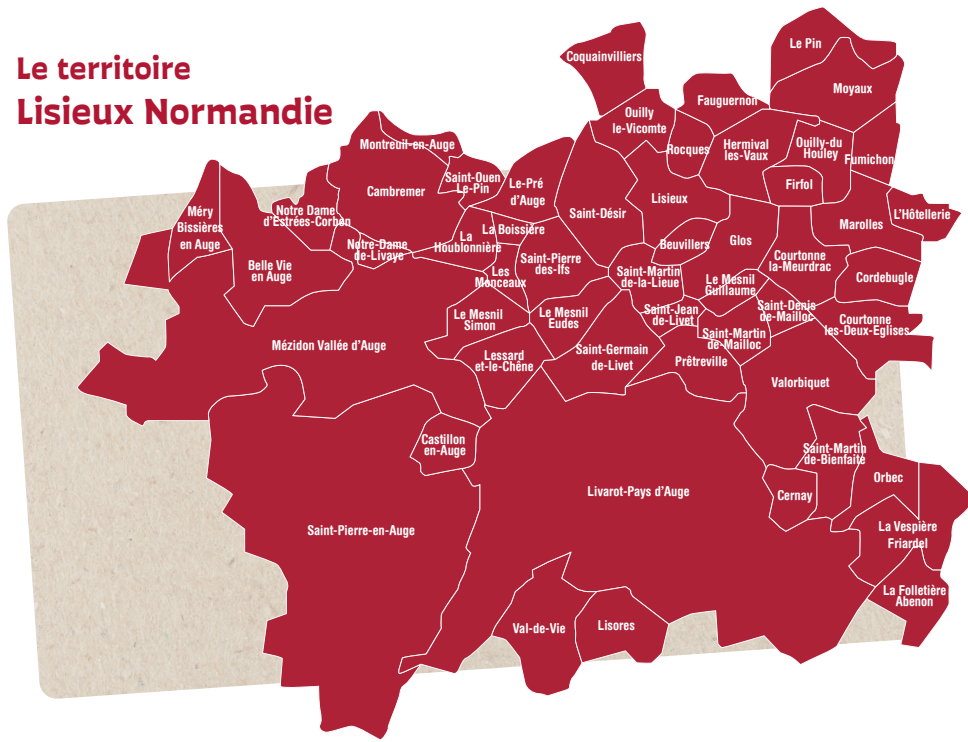 Le territoire
Lisieux Normandie
Le Pin
Coquainvilliers
Moyaux
Fauguernon
Ouilly
le-Vicomte
Montreuil-en-Auge
Rocques
Hermival
les-Vaux
Ouilly-du
Houley
Fumichon
Saint-Ouen
Le-Pin
Cambremer
Le-Pré
d'Auge
Firfol
Lisieux
Méry
Bissières
en Auge
Notre Dame
d'Estrées-Corbon
Saint-Désir
L'Hôtellerie
Marolles
La Boissière
La
Houblonnière
Notre-Dame
de-Livaye
Beuvillers
Glos
Courtonne
la-Meurdrac
Saint-Pierre
des-Ifs
Belle Vie
en Auge
Les
Monceaux
Saint-Martin
de-la-Lieue
Le Mesnil
Guillaume
Cordebugle
Le Mesnil
Simon
Le Mesnil
Eudes
Saint-Jean
de-Livet
Saint-Denis
de-Mailloc
Courtonne
les-Deux-Eglises
Saint-Martin
de-Mailloc
Mézidon Vallée d'Auge
Lessard
et-le-Chêne
Saint-Germain
de-Livet
Prêtreville
Valorbiquet
Castillon
en-Auge
Saint-Martin
de-Bienfaite
Orbec
Livarot-Pays d'Auge
Cernay
Saint-Pierre-en-Auge
La Vespière
Friardel
La Folletière
Abenon
Val-de-Vie
Lisores